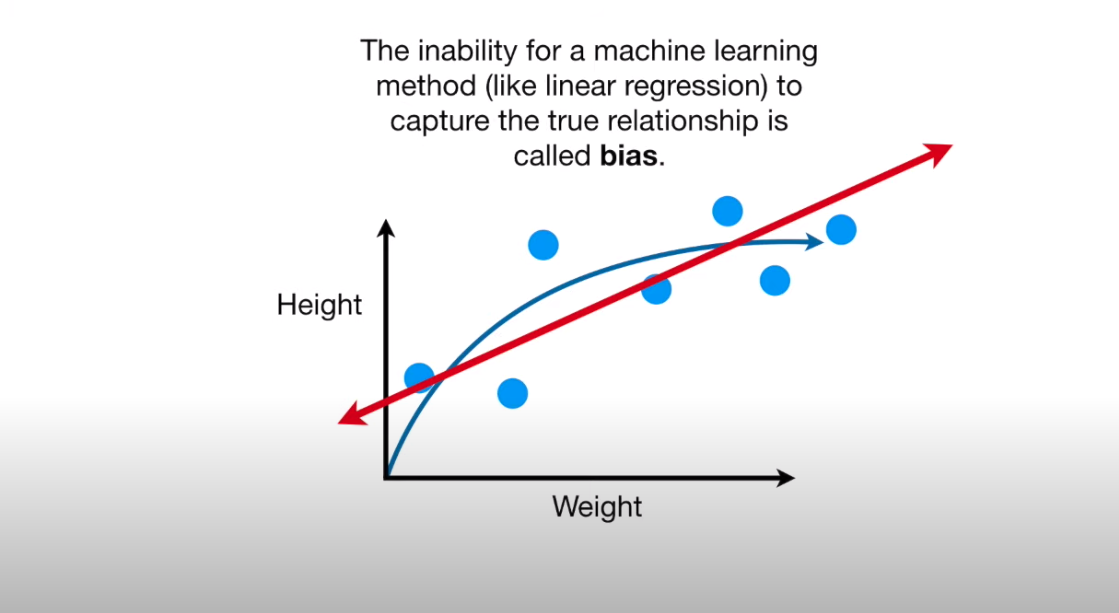 The inability for a machine learning
method (like linear regression) to
capture the true relationship is
called bias.
Height
Weight